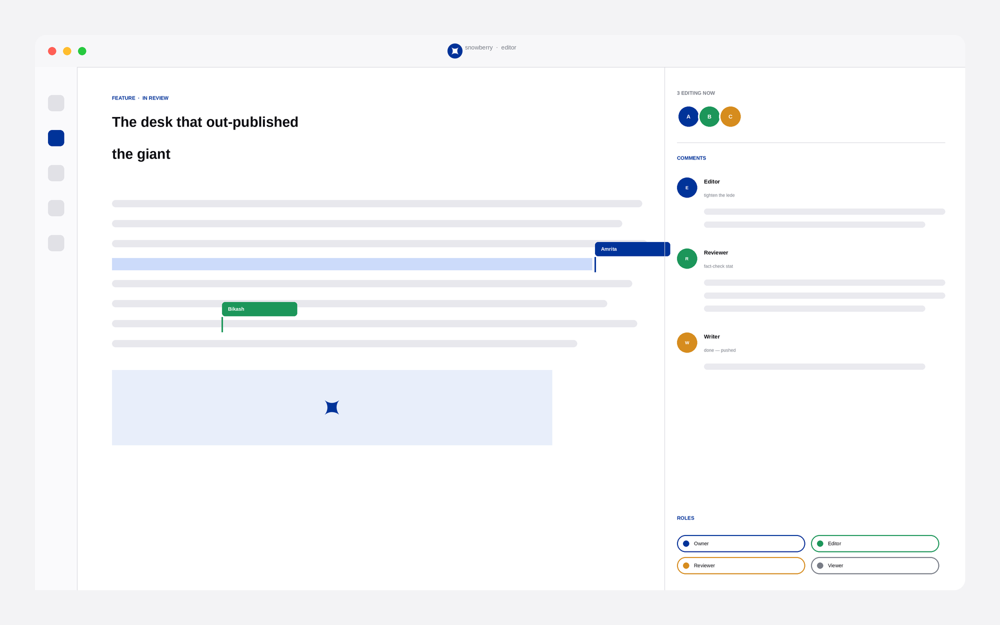 snowberry · editor
FEATURE · IN REVIEW
The desk that out-published
the giant
Amrita
Bikash
3 EDITING NOW
A B C
COMMENTS
E
Editor
tighten the lede
R
Reviewer
fact-check stat
W
Writer
done — pushed
ROLES
Owner
Editor
Reviewer
Viewer